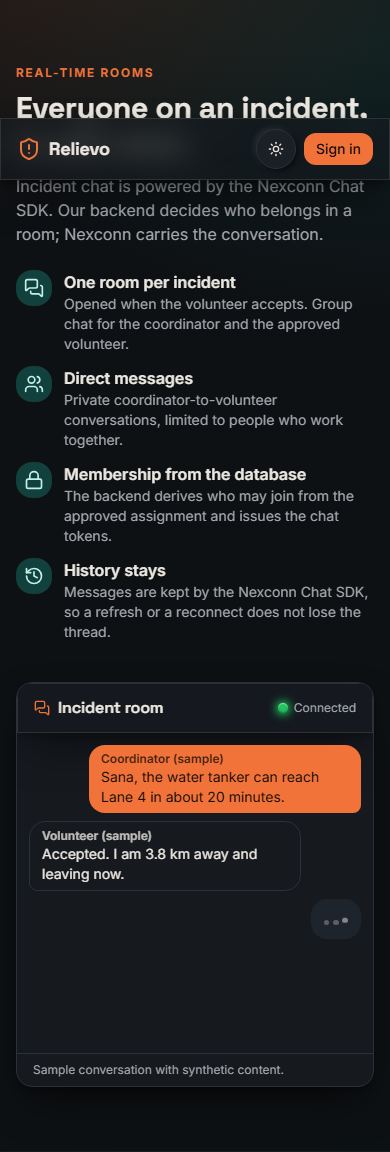 REAL-TIME ROOMS
Everyone on an incident,
Relievo
Sign in
Incident chat is powered by the Nexconn Chat
SDK. Our backend decides who belongs in a
room; Nexconn carries the conversation.
One room per incident
Opened when the volunteer accepts. Group
chat for the coordinator and the approved
volunteer.
Direct messages
Private coordinator-to-volunteer
conversations, limited to people who work
together.
Membership from the database
The backend derives who may join from the
approved assignment and issues the chat
tokens.
History stays
Messages are kept by the Nexconn Chat SDK,
so a refresh or a reconnect does not lose the
thread.
Incident room
Connected
Coordinator (sample)
Sana, the water tanker can reach
Lane 4 in about 20 minutes.
Volunteer (sample)
Accepted. I am 3.8 km away and
leaving now.
Sample conversation with synthetic content.